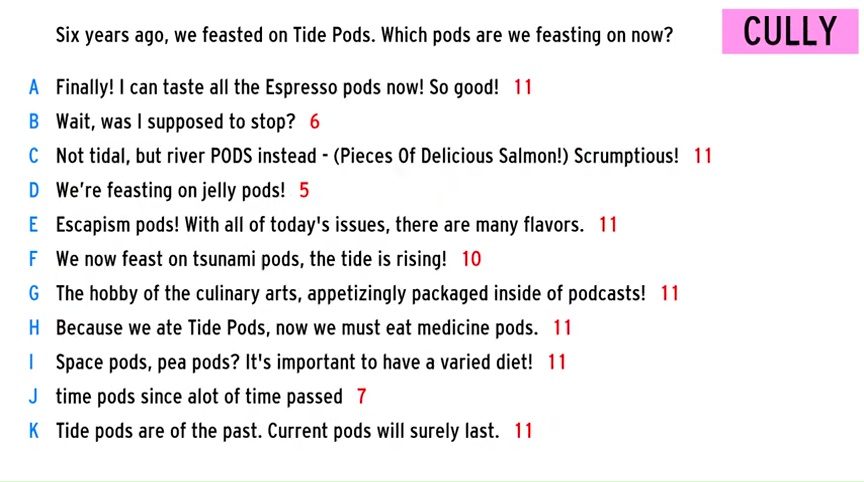 Six years ago, we feasted on Tide Pods. Which pods are we feasting on now?
CULLY
A Finally! I can taste all the Espresso pods now! So good! 11
B Wait, was I supposed to stop? 6
C Not tidal, but river PODS instead - (Pieces Of Delicious Salmon!) Scrumptious! 11
D We're feasting on jelly pods! 5
E Escapism pods! With all of today's issues, there are many flavors. 11
F We now feast on tsunami pods, the tide is rising! 10
G The hobby of the culinary arts, appetizingly packaged inside of podcasts! 11
H Because we ate Tide Pods, now we must eat medicine pods. 11
I Space pods, pea pods? It's important to have a varied diet! 11
J time pods since alot of time passed 7
K Tide pods are of the past. Current pods will surely last. 11